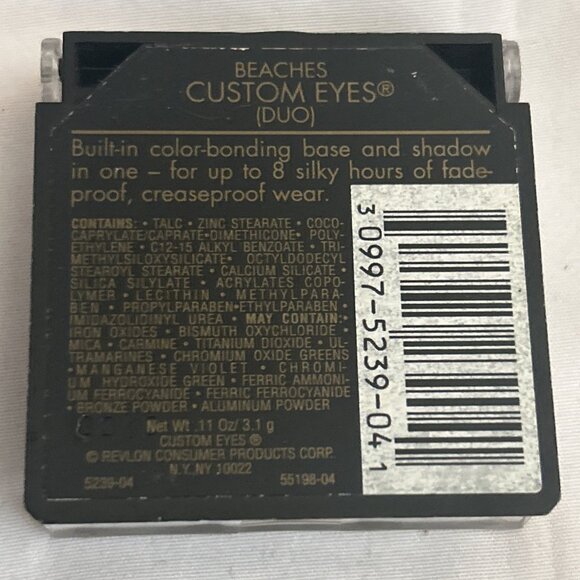 BEACHES
CUSTOM EYES®
(DUO)
Built-in color-bonding base and shadow
in one – for up to 8 silky hours of fade-
proof, creaseproof wear.
CONTAINS: • TALC • ZINC STEARATE • COCO-
CAPRYLATE/CAPRATE•DIMETHICONE• POLY-
ETHYLENE • C12-15 ALKYL BENZOATE • TRI-
METHYLSILOXYSILICATE• OCTYLDODECYL
STEAROYL STEARATE • CALCIUM SILICATE •
SILICA SILYLATE • ACRYLATES COPO-
LYMER • LECITHIN • METHYLPARA-
BEN • PROPYLPARABEN•ETHYLPARABEN•
IMIDAZOLIDINYL UREA • MAY CONTAIN:
IRON OXIDES • BISMUTH OXYCHLORIDE •
MICA • CARMINE • TITANIUM DIOXIDE • UL-
TRAMARINES • CHROMIUM OXIDE GREENS
• MANGANESE VIOLET • CHROMI-
UM HYDROXIDE GREEN • FERRIC AMMONI-
UM FERROCYANIDE • FERRIC FERROCYANIDE
• BRONZE POWDER • ALUMINUM POWDER
Net Wt .11 Oz/ 3.1 g
CUSTOM EYES ®
© REVLON CONSUMER PRODUCTS CORP.
N.Y. NY 10022
5239-04 55198-04
3 0997-5239-04 1